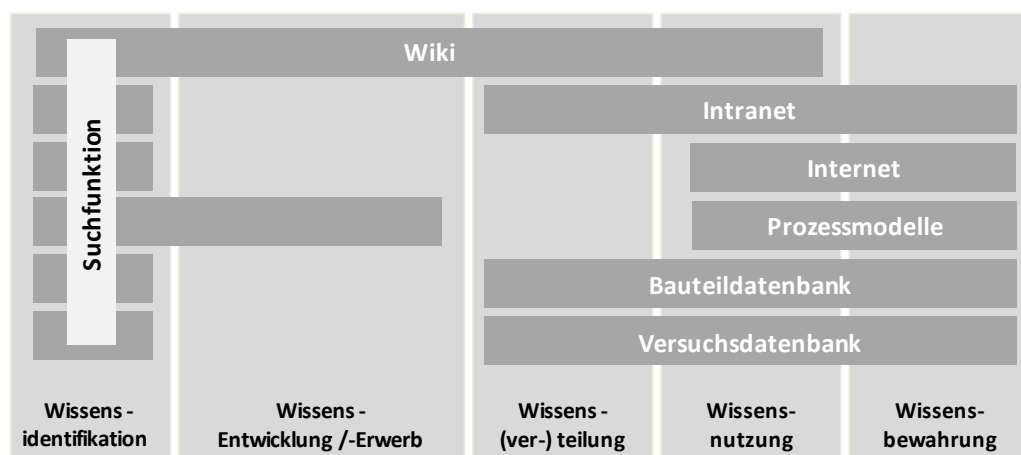 Wiki
Intranet
Internet
Prozessmodelle
Bauteildatenbank
Versuchsdatenbank
Suchfunktion
Wissens -
identifikation
Wissens -
Entwicklung /-Erwerb
Wissens -
(ver-) teilung
Wissens-
nutzung
Wissens-
bewahrung